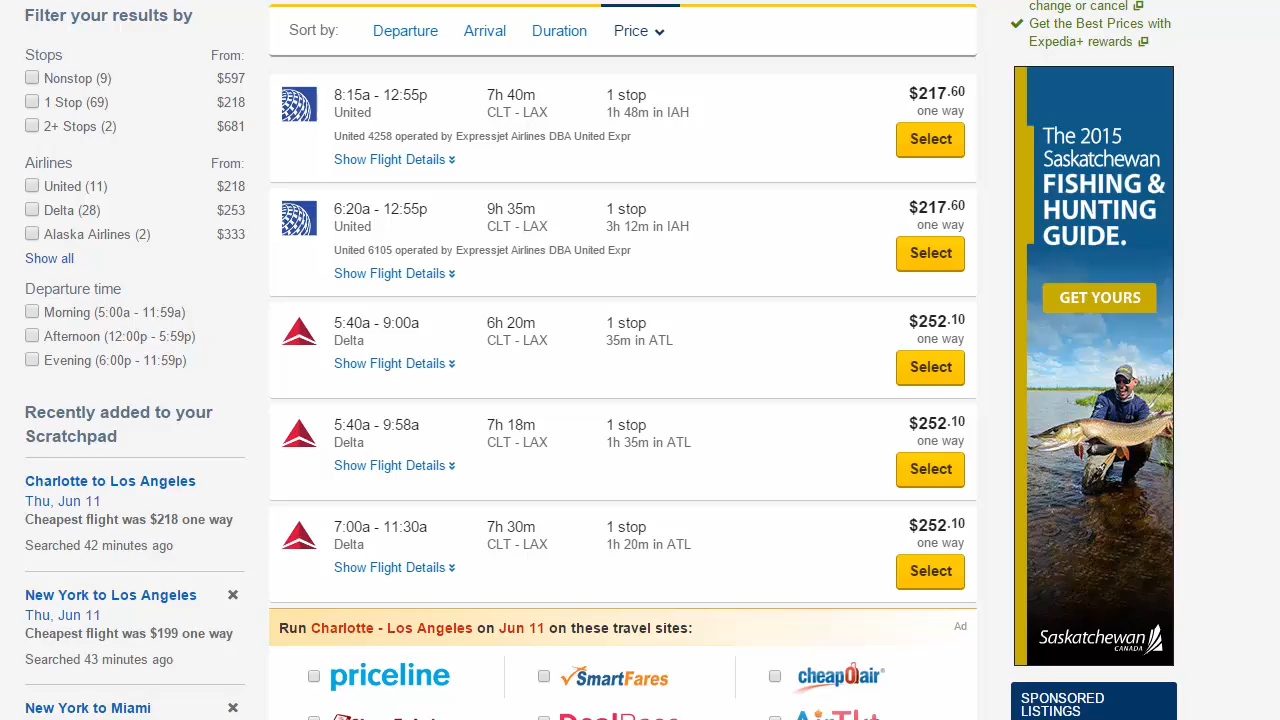 Filter your results by
Stops From:
Nonstop (9) $597
1 Stop (69) $218
2+ Stops (2) $681
Airlines From:
United (11) $218
Delta (28) $253
Alaska Airlines (2) $333
Show all
Departure time
Morning (5:00a - 11:59a)
Afternoon (12:00p - 5:59p)
Evening (6:00p - 11:59p)
Recently added to your
Scratchpad
Charlotte to Los Angeles
Thu, Jun 11
Cheapest flight was $218 one way
Searched 42 minutes ago
New York to Los Angeles
Thu, Jun 11
Cheapest flight was $199 one way
Searched 43 minutes ago
New York to Miami
Sort by: Departure Arrival Duration Price
8:15a - 12:55p 7h 40m 1 stop $217.60
United CLT - LAX 1h 48m in IAH one way
United 4258 operated by Expressjet Airlines DBA United Expr
Select
Show Flight Details
6:20a - 12:55p 9h 35m 1 stop $217.60
United CLT - LAX 3h 12m in IAH one way
United 6105 operated by Expressjet Airlines DBA United Expr
Select
Show Flight Details
5:40a - 9:00a 6h 20m 1 stop $252.10
Delta CLT - LAX 35m in ATL one way
Show Flight Details Select
5:40a - 9:58a 7h 18m 1 stop $252.10
Delta CLT - LAX 1h 35m in ATL one way
Show Flight Details Select
7:00a - 11:30a 7h 30m 1 stop $252.10
Delta CLT - LAX 1h 20m in ATL one way
Show Flight Details Select
Run Charlotte - Los Angeles on Jun 11 on these travel sites: Ad
priceline SmartFares cheapOair
change or cancel
Get the Best Prices with
Expedia+ rewards
The 2015
Saskatchewan
FISHING &
HUNTING
GUIDE.
GET YOURS
Saskatchewan
CANADA
SPONSORED
LISTINGS